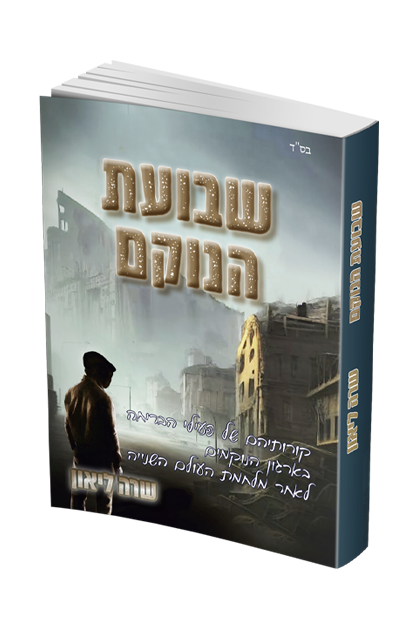 בס"ד
שבועת
הנוקם
קורותיהם של פעילי הבריחה
בארגון הנוקמים
לאחר מלחמת העולם השנייה
שרה ליאון
שבועת הנוקם
שרה ליאון